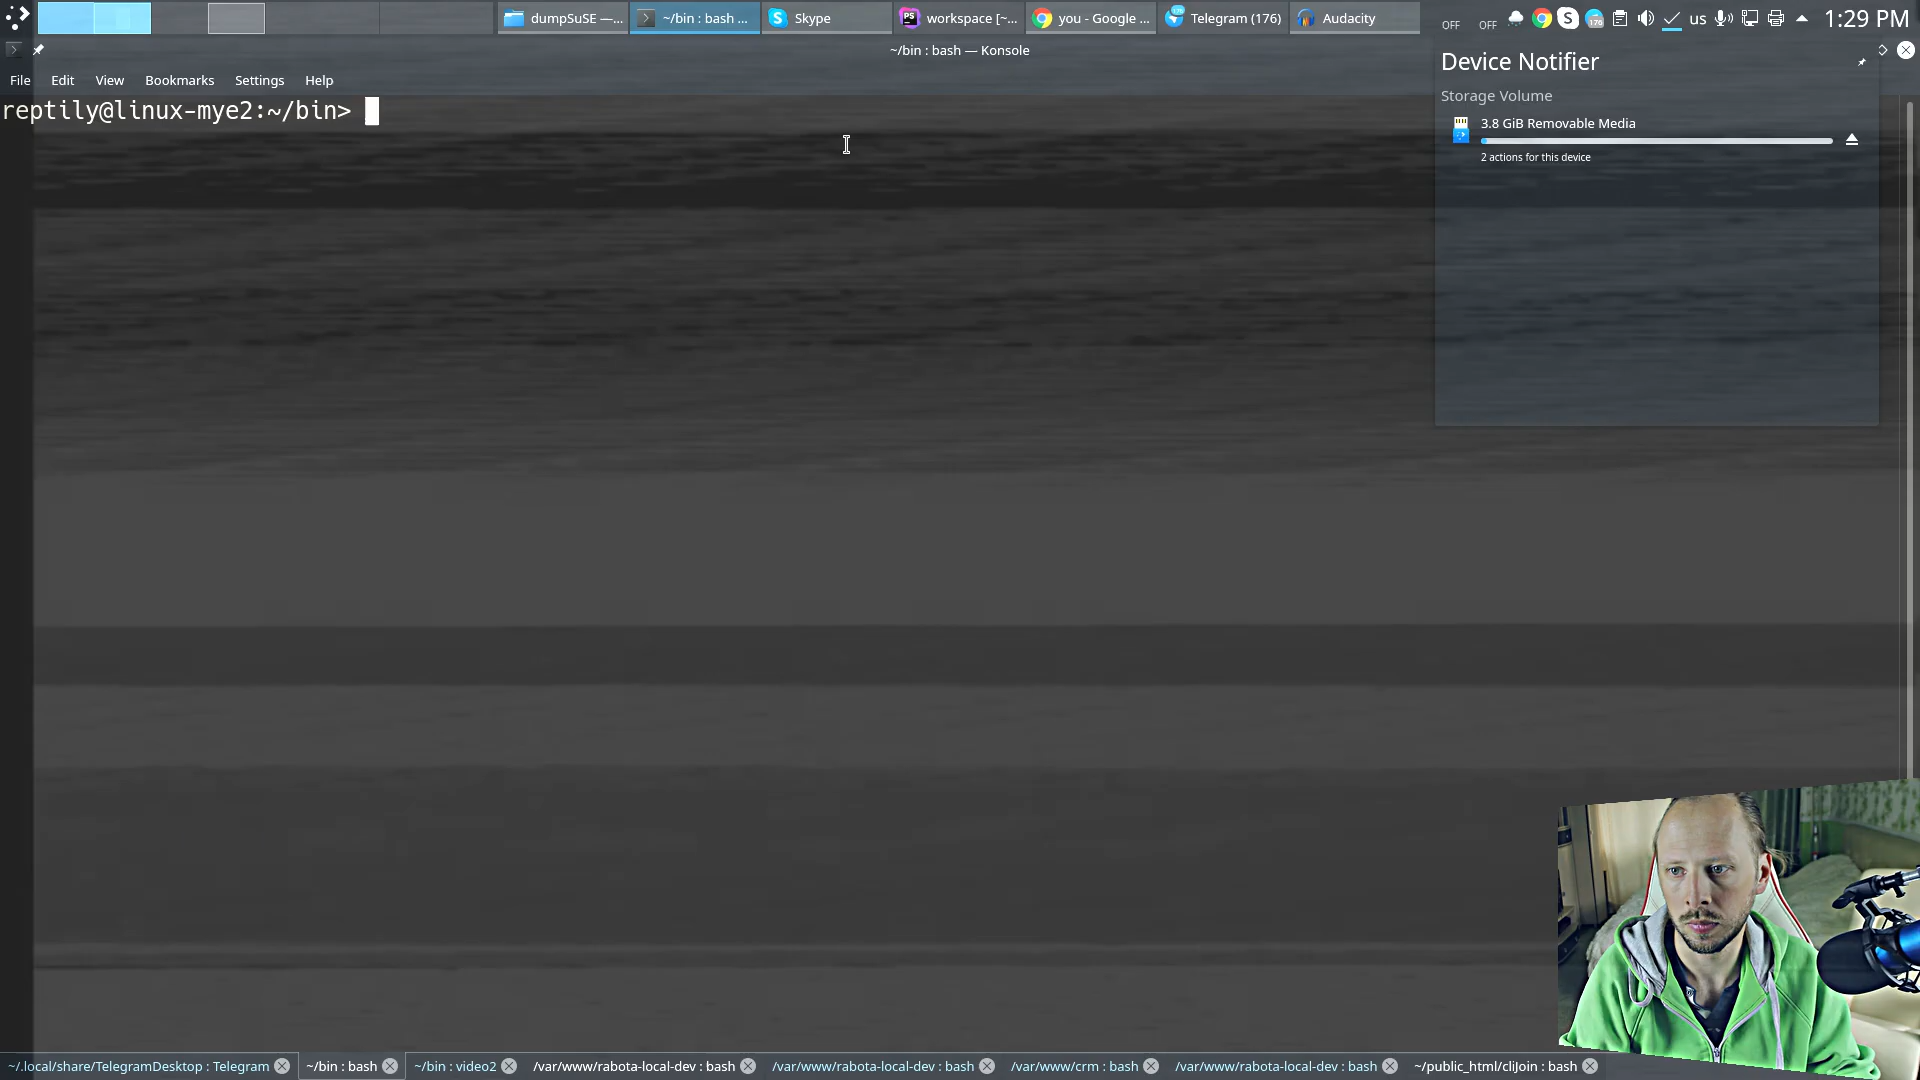 dumpSuSE —...
~/bin : bash ...
Skype
workspace [~...
you - Google ...
Telegram (176)
Audacity
OFF
OFF
us
1:29 PM
~/bin : bash — Konsole
File
Edit
View
Bookmarks
Settings
Help
reptily@linux-mye2:~/bin>
Device Notifier
Storage Volume
3.8 GiB Removable Media
2 actions for this device
~/.local/share/TelegramDesktop : Telegram
~/bin : bash
~/bin : video2
/var/www/rabota-local-dev : bash
/var/www/rabota-local-dev : bash
/var/www/crm : bash
/var/www/rabota-local-dev : bash
~/public_html/cliJoin : bash